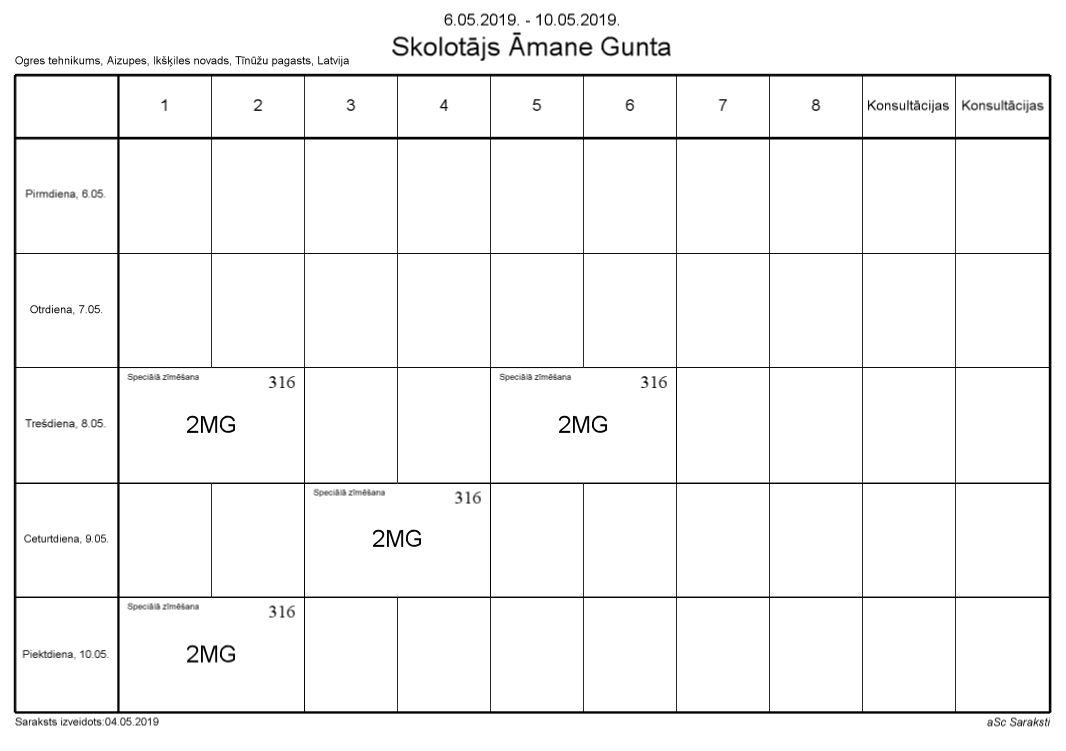 6.05.2019. - 10.05.2019.
Skolotājs Āmane Gunta
Ogres tehnikums, Aizupes, Ikšķiles novads, Tīnūžu pagasts, Latvija
1 2 3 4 5 6 7 8 Konsultācijas Konsultācijas
Pirmdiena, 6.05.
Otrdiena, 7.05.
Speciālā zīmēšana 316 Speciālā zīmēšana 316
Trešdiena, 8.05. 2MG 2MG
Speciālā zīmēšana 316
Ceturtdiena, 9.05. 2MG
Speciālā zīmēšana 316
Piektdiena, 10.05. 2MG
Saraksts izveidots:04.05.2019 aSc Saraksti